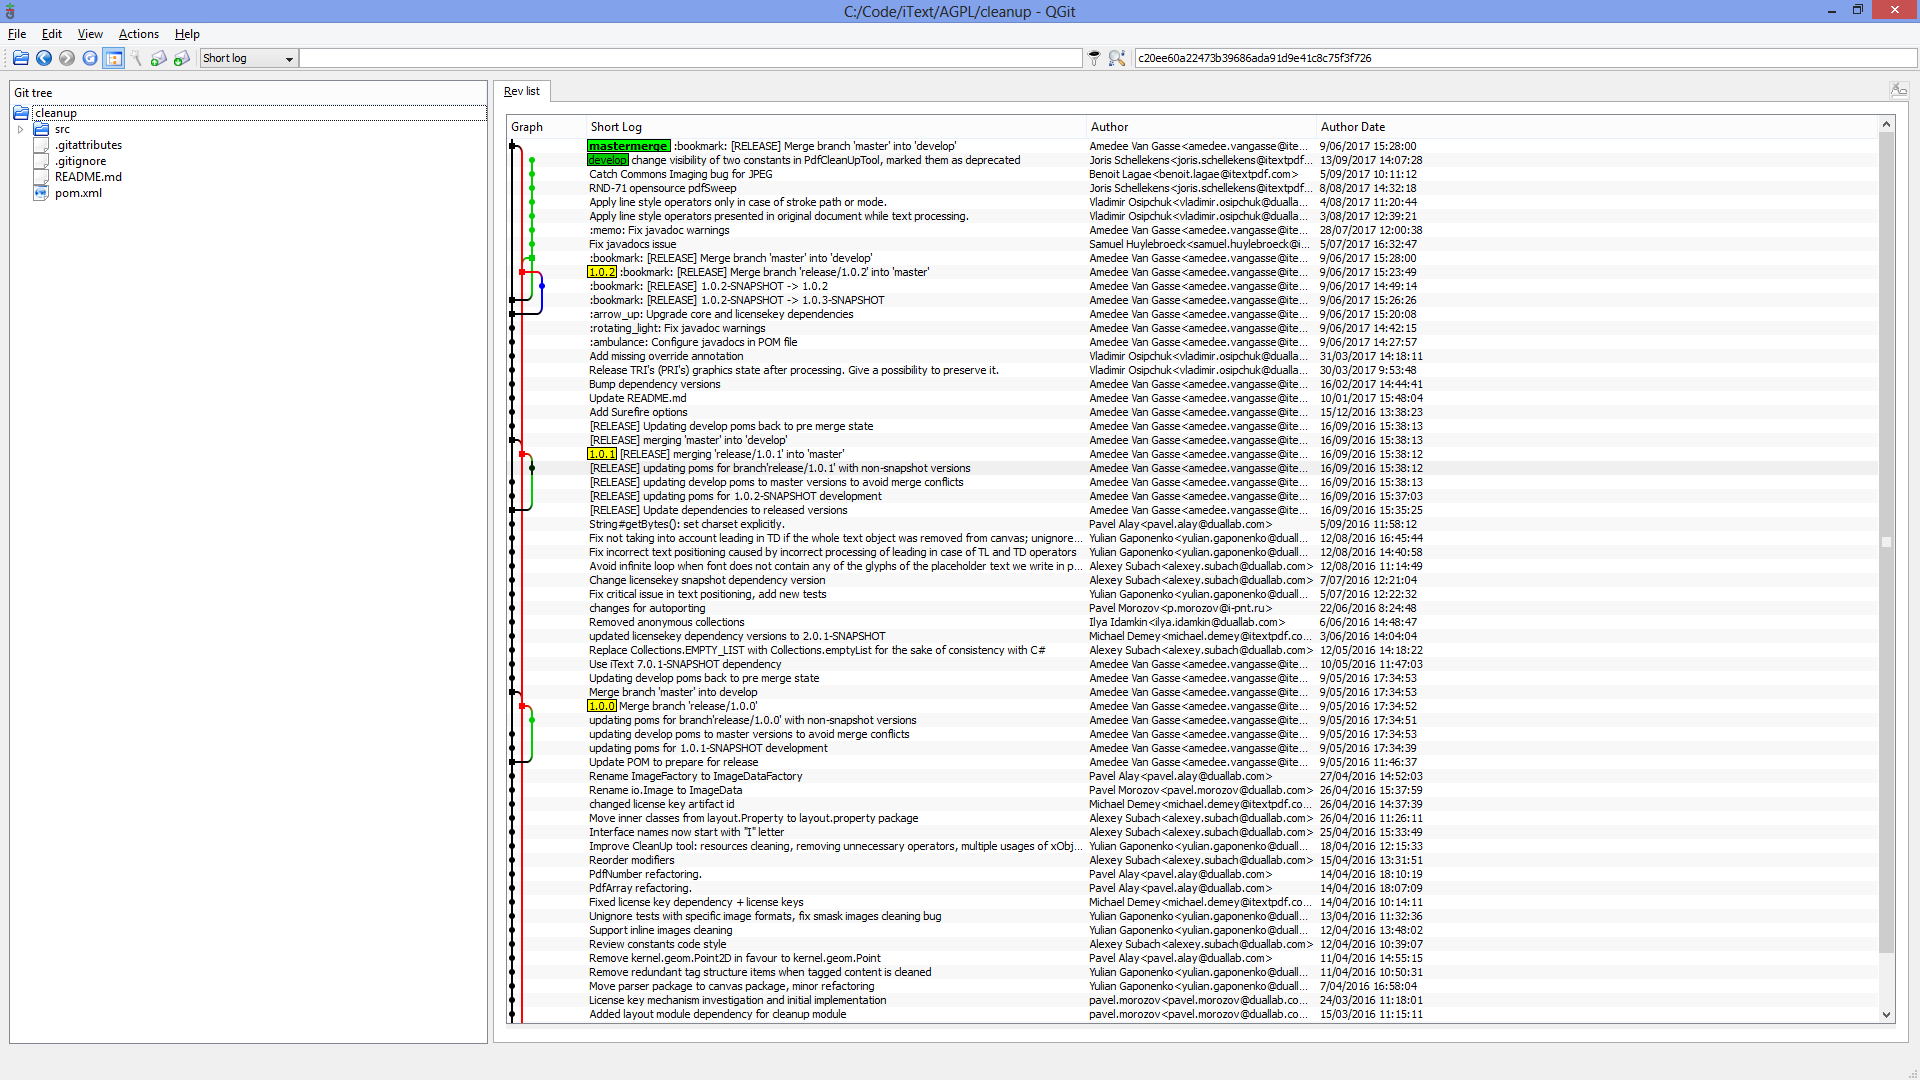 C:/Code/iText/AGPL/cleanup - QGit
File Edit View Actions Help
Short log c20ee60a22473b39686ada91d9e41c8c75f3f726
Git tree
cleanup
src
.gitattributes
.gitignore
README.md
pom.xml
Rev list
Graph Short Log Author Author Date
mastermerge :bookmark: [RELEASE] Merge branch 'master' into 'develop' Amedee Van Gasse<amedee.vangasse@ite... 9/06/2017 15:28:00
develop change visibility of two constants in PdfCleanUpTool, marked them as deprecated Joris Schellekens<joris.schellekens@itextpdf... 13/09/2017 14:07:28
Catch Commons Imaging bug for JPEG Benoit Lagae<benoit.lagae@itextpdf.com> 5/09/2017 10:11:12
RND-71 opensource pdfSweep Joris Schellekens<joris.schellekens@itextpdf... 8/08/2017 14:32:18
Apply line style operators only in case of stroke path or mode. Vladimir Osipchuk<vladimir.osipchuk@dualla... 4/08/2017 11:20:44
Apply line style operators presented in original document while text processing. Vladimir Osipchuk<vladimir.osipchuk@dualla... 3/08/2017 12:39:21
:memo: Fix javadoc warnings Amedee Van Gasse<amedee.vangasse@ite... 28/07/2017 12:00:38
Fix javadocs issue Samuel Huylebroeck<samuel.huylebroeck@i... 5/07/2017 16:32:47
:bookmark: [RELEASE] Merge branch 'master' into 'develop' Amedee Van Gasse<amedee.vangasse@ite... 9/06/2017 15:28:00
1.0.2 :bookmark: [RELEASE] Merge branch 'release/1.0.2' into 'master' Amedee Van Gasse<amedee.vangasse@ite... 9/06/2017 15:23:49
:bookmark: [RELEASE] 1.0.2-SNAPSHOT -> 1.0.2 Amedee Van Gasse<amedee.vangasse@ite... 9/06/2017 14:49:14
:bookmark: [RELEASE] 1.0.2-SNAPSHOT -> 1.0.3-SNAPSHOT Amedee Van Gasse<amedee.vangasse@ite... 9/06/2017 15:26:26
:arrow_up: Upgrade core and licensekey dependencies Amedee Van Gasse<amedee.vangasse@ite... 9/06/2017 15:20:08
:rotating_light: Fix javadoc warnings Amedee Van Gasse<amedee.vangasse@ite... 9/06/2017 14:42:15
:ambulance: Configure javadocs in POM file Amedee Van Gasse<amedee.vangasse@ite... 9/06/2017 14:27:57
Add missing override annotation Vladimir Osipchuk<vladimir.osipchuk@dualla... 31/03/2017 14:18:11
Release TRI's (PRI's) graphics state after processing. Give a possibility to preserve it. Vladimir Osipchuk<vladimir.osipchuk@dualla... 30/03/2017 9:53:48
Bump dependency versions Amedee Van Gasse<amedee.vangasse@ite... 16/02/2017 14:44:41
Update README.md Amedee Van Gasse<amedee.vangasse@ite... 10/01/2017 15:48:04
Add Surefire options Amedee Van Gasse<amedee.vangasse@ite... 15/12/2016 13:38:23
[RELEASE] Updating develop poms back to pre merge state Amedee Van Gasse<amedee.vangasse@ite... 16/09/2016 15:38:13
[RELEASE] merging 'master' into 'develop' Amedee Van Gasse<amedee.vangasse@ite... 16/09/2016 15:38:13
1.0.1 [RELEASE] merging 'release/1.0.1' into 'master' Amedee Van Gasse<amedee.vangasse@ite... 16/09/2016 15:38:12
[RELEASE] updating poms for branch'release/1.0.1' with non-snapshot versions Amedee Van Gasse<amedee.vangasse@ite... 16/09/2016 15:38:12
[RELEASE] updating develop poms to master versions to avoid merge conflicts Amedee Van Gasse<amedee.vangasse@ite... 16/09/2016 15:38:13
[RELEASE] updating poms for 1.0.2-SNAPSHOT development Amedee Van Gasse<amedee.vangasse@ite... 16/09/2016 15:37:03
[RELEASE] Update dependencies to released versions Amedee Van Gasse<amedee.vangasse@ite... 16/09/2016 15:35:25
String#getBytes(): set charset explicitly. Pavel Alay<pavel.alay@duallab.com> 5/09/2016 11:58:12
Fix not taking into account leading in TD if the whole text object was removed from canvas; unignore... Yulian Gaponenko<yulian.gaponenko@duall... 12/08/2016 16:45:44
Fix incorrect text positioning caused by incorrect processing of leading in case of TL and TD operators Yulian Gaponenko<yulian.gaponenko@duall... 12/08/2016 14:40:58
Avoid infinite loop when font does not contain any of the glyphs of the placeholder text we write in p... Alexey Subach<alexey.subach@duallab.com> 12/08/2016 11:14:49
Change licensekey snapshot dependency version Alexey Subach<alexey.subach@duallab.com> 7/07/2016 12:21:04
Fix critical issue in text positioning, add new tests Yulian Gaponenko<yulian.gaponenko@duall... 5/07/2016 12:22:32
changes for autoporting Pavel Morozov<p.morozov@i-pnt.ru> 22/06/2016 8:24:48
Removed anonymous collections Ilya Idamkin<ilya.idamkin@duallab.com> 6/06/2016 14:48:47
updated licensekey dependency versions to 2.0.1-SNAPSHOT Michael Demey<michael.demey@itextpdf.co... 3/06/2016 14:04:04
Replace Collections.EMPTY_LIST with Collections.emptyList for the sake of consistency with C# Alexey Subach<alexey.subach@duallab.com> 12/05/2016 14:18:22
Use iText 7.0.1-SNAPSHOT dependency Amedee Van Gasse<amedee.vangasse@ite... 10/05/2016 11:47:03
Updating develop poms back to pre merge state Amedee Van Gasse<amedee.vangasse@ite... 9/05/2016 17:34:53
Merge branch 'master' into develop Amedee Van Gasse<amedee.vangasse@ite... 9/05/2016 17:34:53
1.0.0 Merge branch 'release/1.0.0' Amedee Van Gasse<amedee.vangasse@ite... 9/05/2016 17:34:52
updating poms for branch'release/1.0.0' with non-snapshot versions Amedee Van Gasse<amedee.vangasse@ite... 9/05/2016 17:34:51
updating develop poms to master versions to avoid merge conflicts Amedee Van Gasse<amedee.vangasse@ite... 9/05/2016 17:34:53
updating poms for 1.0.1-SNAPSHOT development Amedee Van Gasse<amedee.vangasse@ite... 9/05/2016 17:34:39
Update POM to prepare for release Amedee Van Gasse<amedee.vangasse@ite... 9/05/2016 11:46:37
Rename ImageFactory to ImageDataFactory Pavel Alay<pavel.alay@duallab.com> 27/04/2016 14:52:03
Rename io.Image to ImageData Pavel Morozov<pavel.morozov@duallab.com> 26/04/2016 15:37:59
changed license key artifact id Michael Demey<michael.demey@itextpdf.co... 26/04/2016 14:37:39
Move inner classes from layout.Property to layout.property package Alexey Subach<alexey.subach@duallab.com> 26/04/2016 11:26:11
Interface names now start with "I" letter Alexey Subach<alexey.subach@duallab.com> 25/04/2016 15:33:49
Improve CleanUp tool: resources cleaning, removing unnecessary operators, multiple usages of xObj... Yulian Gaponenko<yulian.gaponenko@duall... 18/04/2016 12:15:33
Reorder modifiers Alexey Subach<alexey.subach@duallab.com> 15/04/2016 13:31:51
PdfNumber refactoring. Pavel Alay<pavel.alay@duallab.com> 14/04/2016 18:10:19
PdfArray refactoring. Pavel Alay<pavel.alay@duallab.com> 14/04/2016 18:07:09
Fixed license key dependency + license keys Michael Demey<michael.demey@itextpdf.co... 14/04/2016 10:14:11
Unignore tests with specific image formats, fix smask images cleaning bug Yulian Gaponenko<yulian.gaponenko@duall... 13/04/2016 11:32:36
Support inline images cleaning Yulian Gaponenko<yulian.gaponenko@duall... 12/04/2016 13:48:02
Review constants code style Alexey Subach<alexey.subach@duallab.com> 12/04/2016 10:39:07
Remove kernel.geom.Point2D in favour to kernel.geom.Point Pavel Alay<pavel.alay@duallab.com> 11/04/2016 14:55:15
Remove redundant tag structure items when tagged content is cleaned Yulian Gaponenko<yulian.gaponenko@duall... 11/04/2016 10:50:31
Move parser package to canvas package, minor refactoring Yulian Gaponenko<yulian.gaponenko@duall... 7/04/2016 16:58:04
License key mechanism investigation and initial implementation pavel.morozov<pavel.morozov@duallab.co... 24/03/2016 11:18:01
Added layout module dependency for cleanup module pavel.morozov<pavel.morozov@duallab.co... 15/03/2016 11:15:11